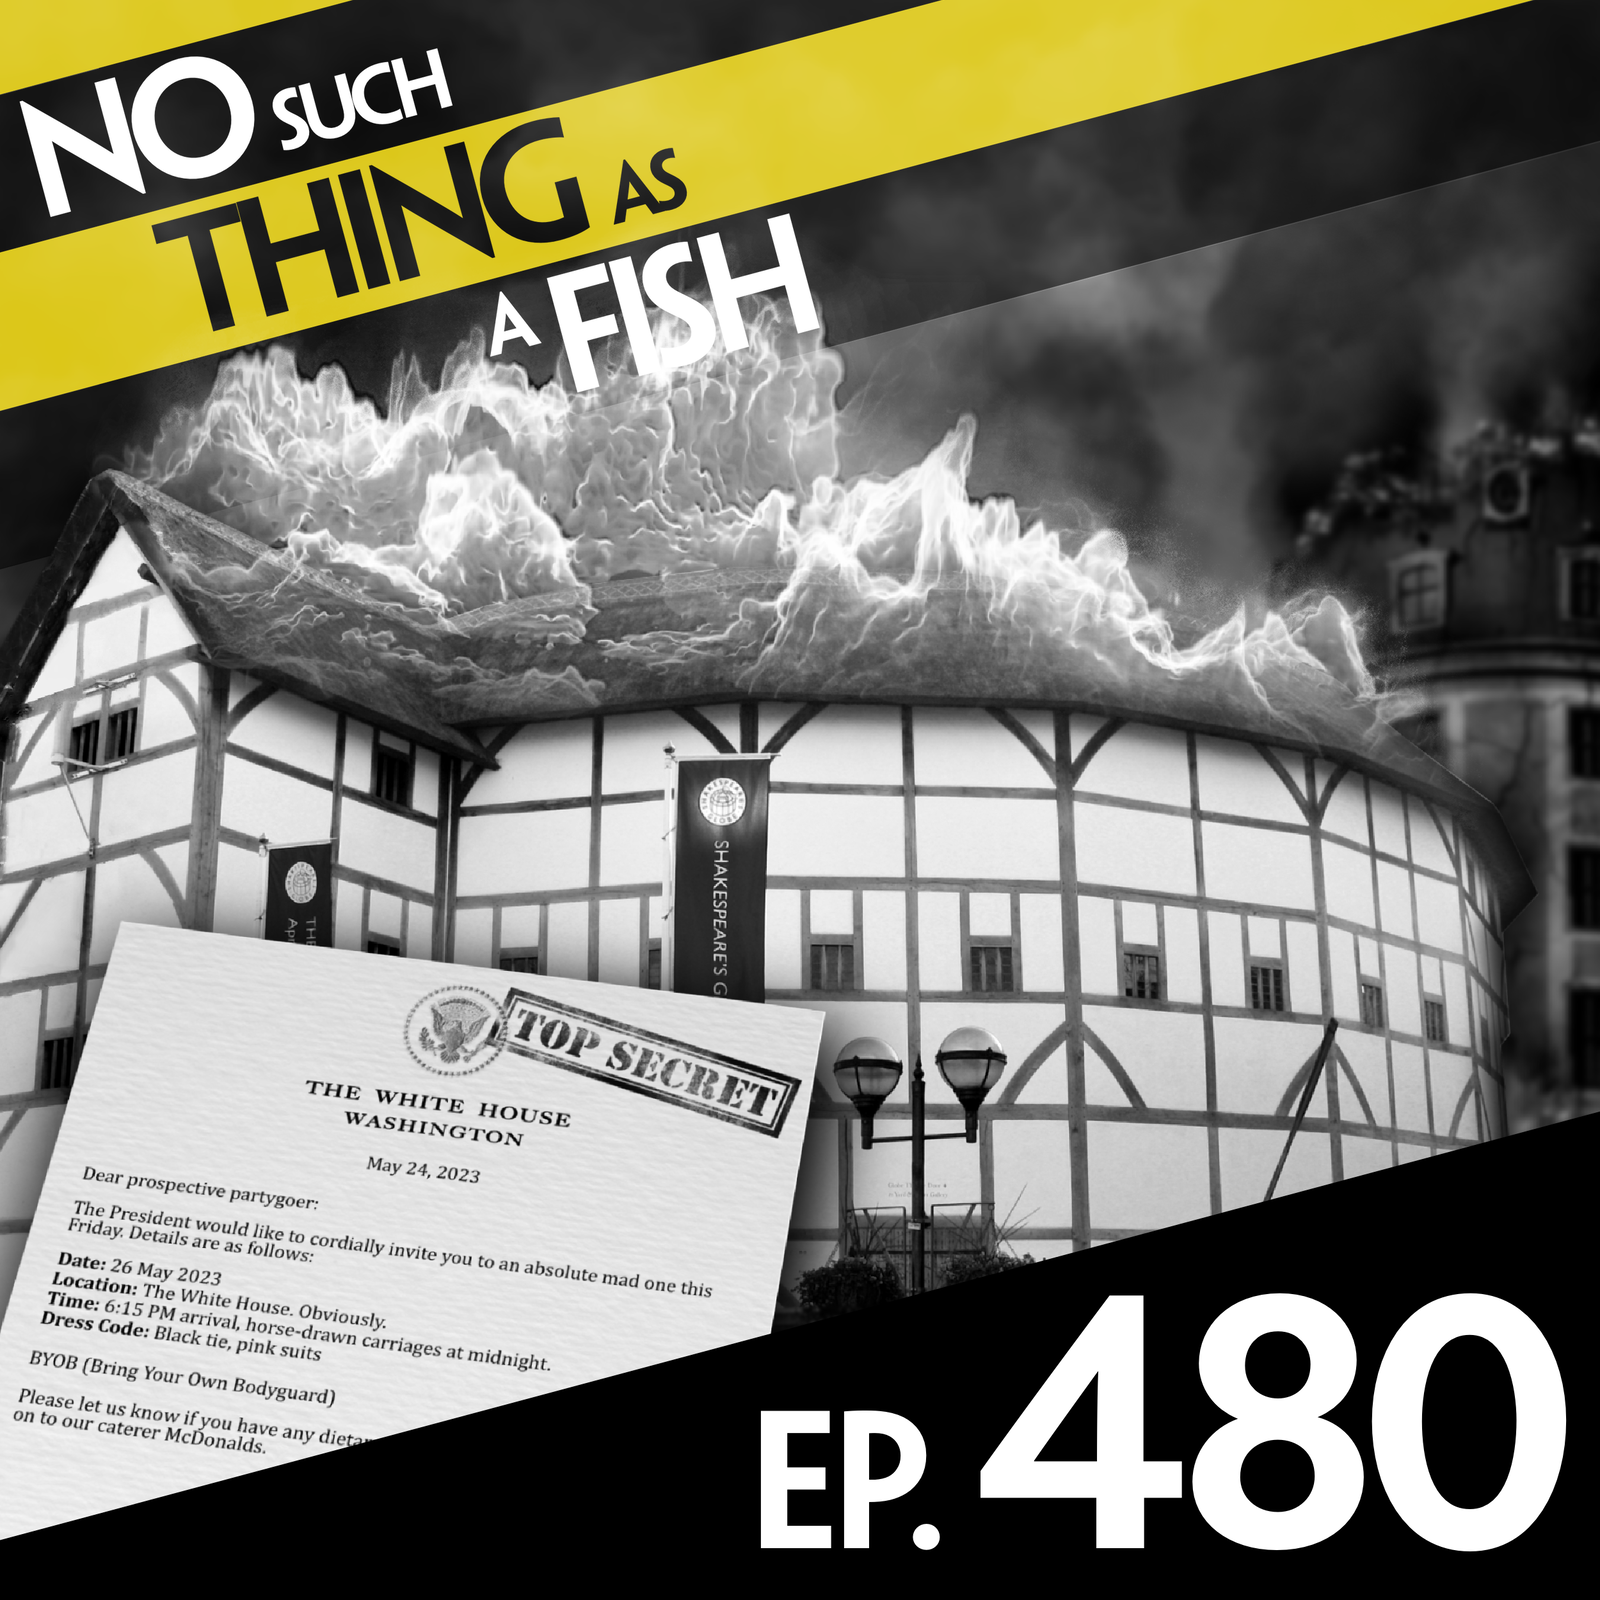 NO SUCH
THING AS
A FISH
SHAKESPEARE'S
GLOBE
SHAKESPEARE'S G
TOP SECRET
THE WHITE HOUSE
WASHINGTON
May 24, 2023
Dear prospective partygoer:
The President would like to cordially invite you to an absolute mad one this
Friday. Details are as follows:
Date: 26 May 2023
Location: The White House. Obviously.
Time: 6:15 PM arrival, horse-drawn carriages at midnight.
Dress Code: Black tie, pink suits
BYOB (Bring Your Own Bodyguard)
Please let us know if you have any
on to our caterer McDonalds.
EP. 480